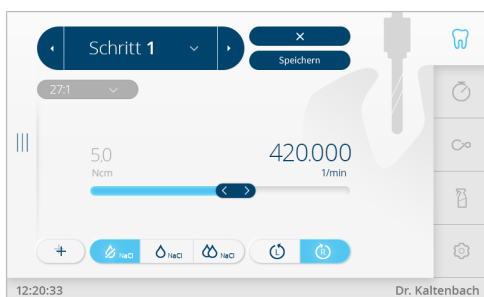 Schritt 1
×
Speichern
27:1
5,0
Ncm
420.000
1/min
NaCl
NaCl
NaCl
L
R
12:20:33
Dr. Kaltenbach